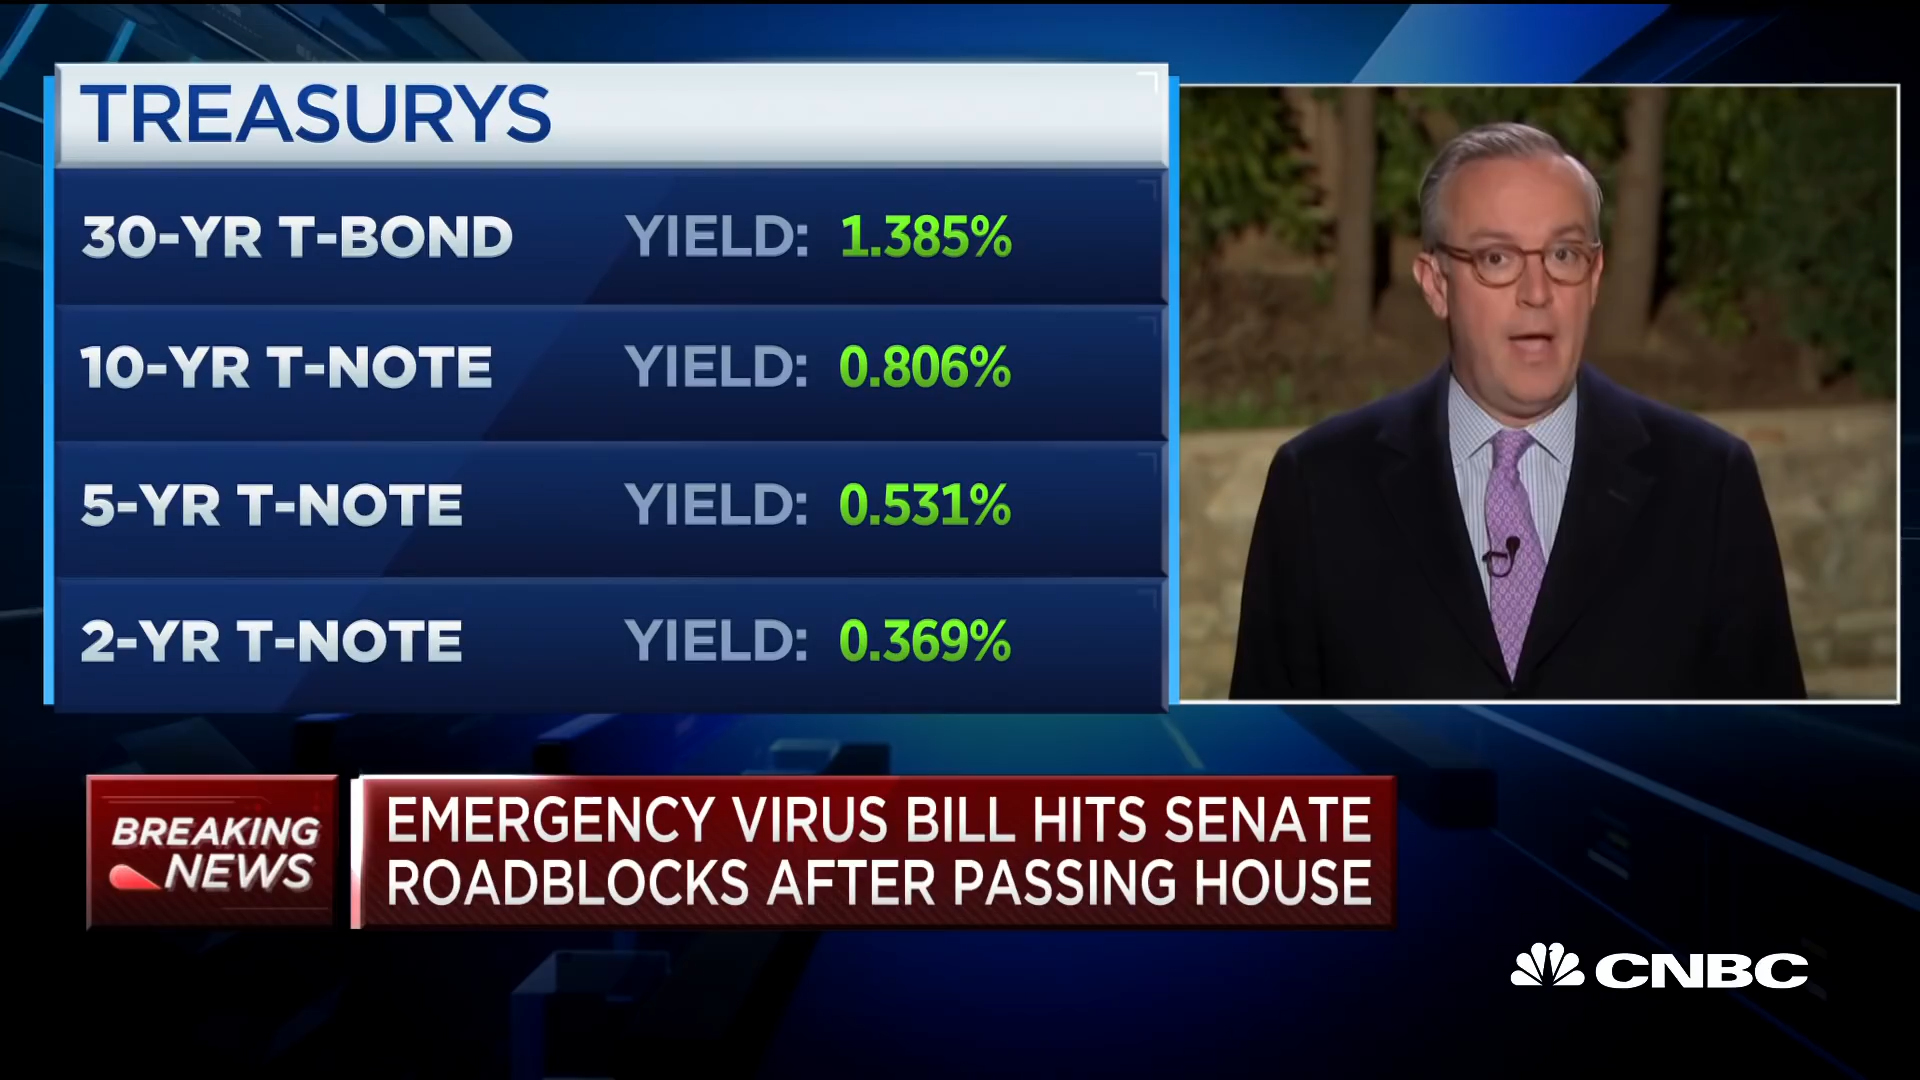 TREASURYS
30-YR T-BOND YIELD: 1.385%
10-YR T-NOTE YIELD: 0.806%
5-YR T-NOTE YIELD: 0.531%
2-YR T-NOTE YIELD: 0.369%
BREAKING
NEWS
EMERGENCY VIRUS BILL HITS SENATE
ROADBLOCKS AFTER PASSING HOUSE
CNBC